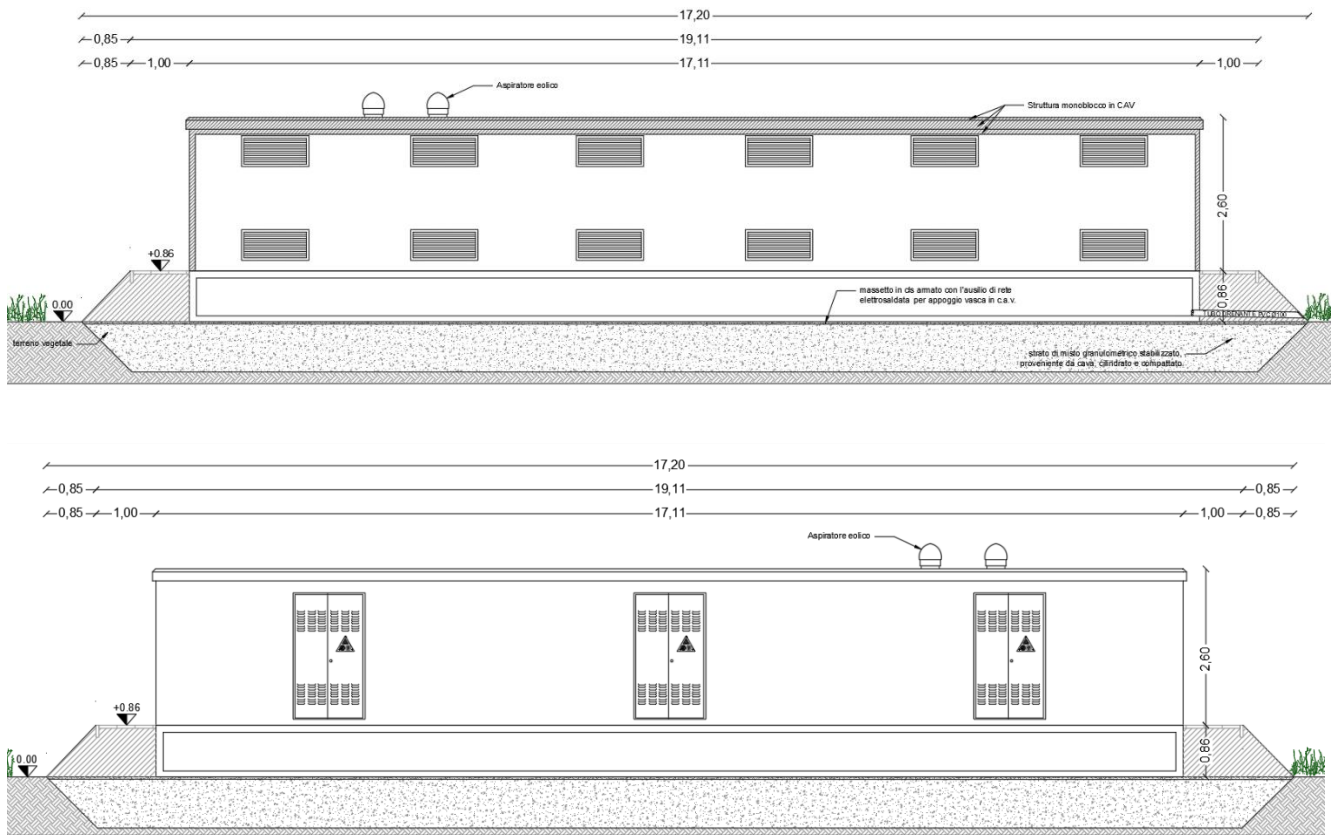 17,20
0,85 19,11
0,85 1,00 17,11 1,00
Aspiratore eolico
Struttura monoblocco in CAV
2,60
+0.86
massetto in cls armato con l'ausilio di rete
elettrosaldata per appoggio vasca in c.a.v.
0,86
0.00
terreno vegetale
strato di misto granulometrico stabilizzato,
proveniente da cava, cilindrato e compattato.
17,20
0,85 19,11 0,85
0,85 1,00 17,11 1,00 0,85
Aspiratore eolico
2,60
+0.86
0,86
0.00